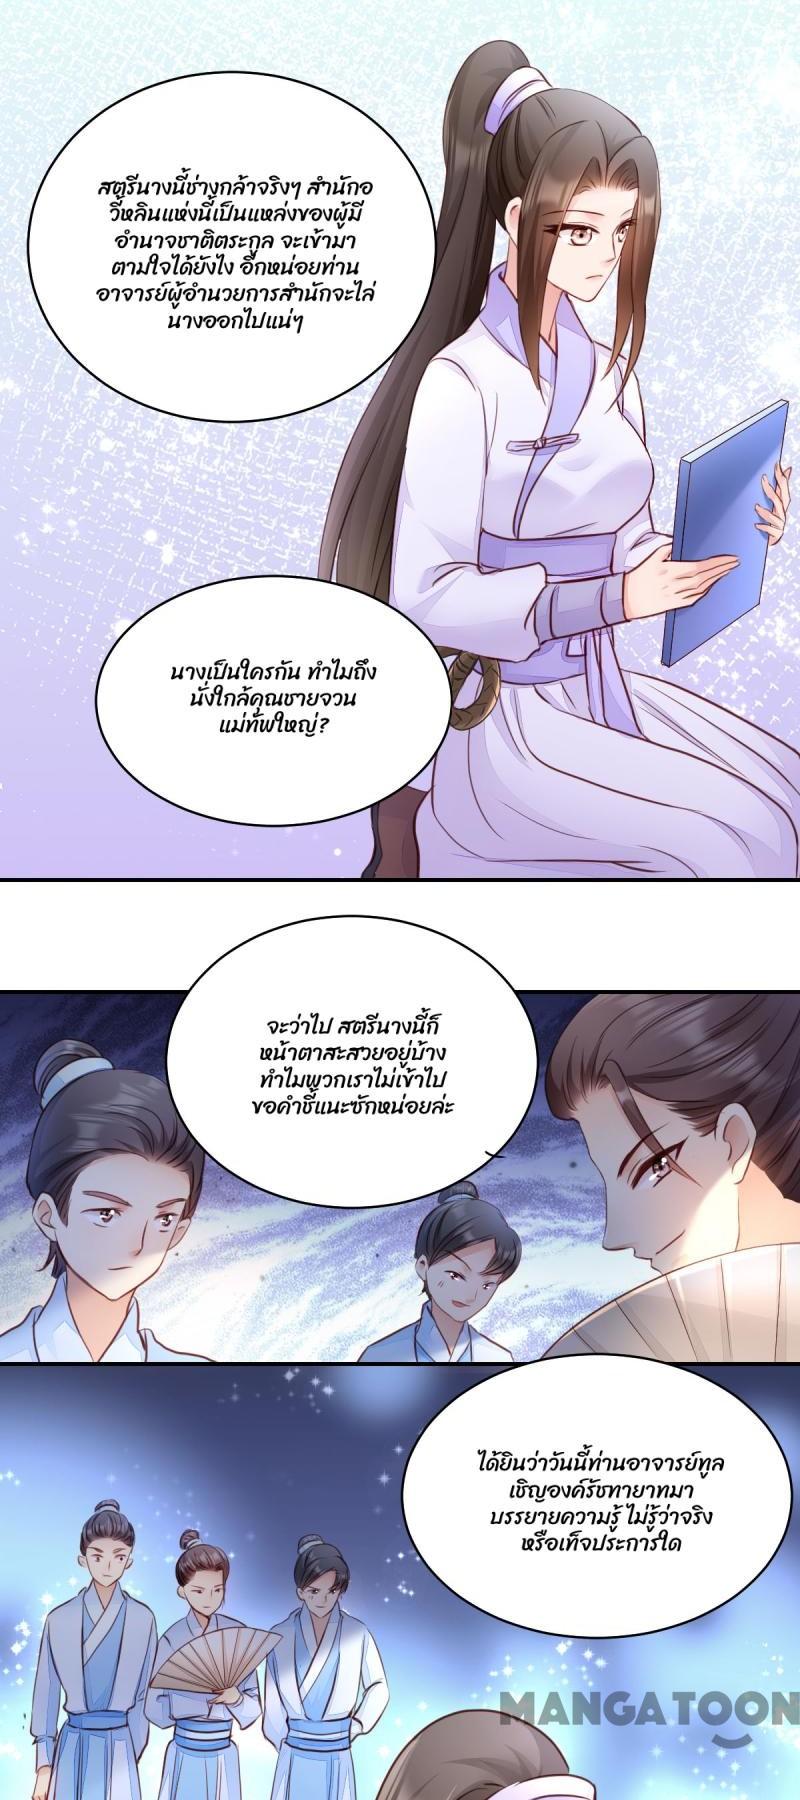 สตรีนางนี้ช่างกล้าจริงๆ สำนักอ
วี้หลินแห่งนี้เป็นแหล่งของผู้มี
อำนาจชาติตระกูล จะเข้ามา
ตามใจได้ยังไง อีกหน่อยท่าน
อาจารย์ผู้อำนวยการสำนักจะไล่
นางออกไปแน่ๆ
นางเป็นใครกัน ทำไมถึง
นั่งใกล้คุณชายจวน
แม่ทัพใหญ่?
จะว่าไป สตรีนางนี้ก็
หน้าตาสะสวยอยู่บ้าง
ทำไมพวกเราไม่เข้าไป
ขอคำชี้แนะซักหน่อยล่ะ
ได้ยินว่าวันนี้ท่านอาจารย์ทูล
เชิญองค์รัชทายาทมา
บรรยายความรู้ ไม่รู้ว่าจริง
หรือเท็จประการใด
MANGATOON